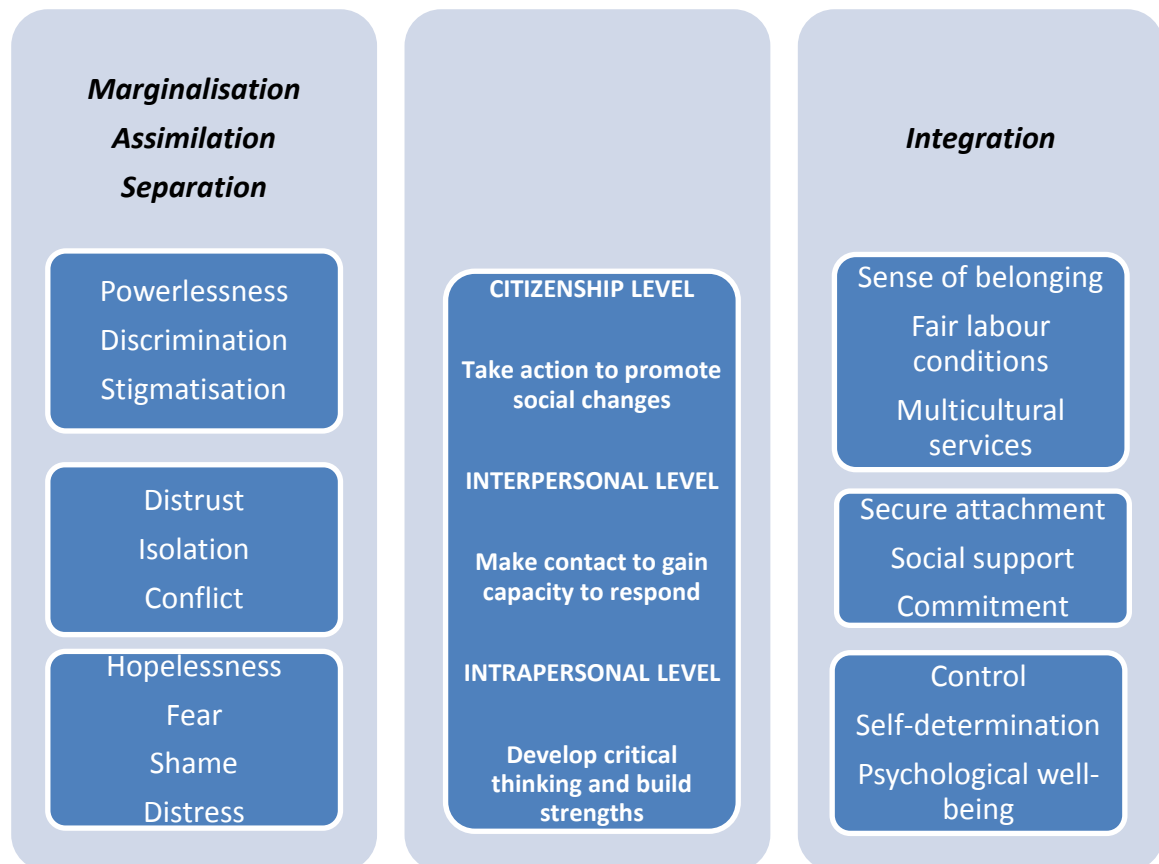 Marginalisation
Assimilation
Separation
Powerlessness
Discrimination
Stigmatisation
Distrust
Isolation
Conflict
Hopelessness
Fear
Shame
Distress
CITIZENSHIP LEVEL
Take action to promote
social changes
INTERPERSONAL LEVEL
Make contact to gain
capacity to respond
INTRAPERSONAL LEVEL
Develop critical
thinking and build
strengths
Integration
Sense of belonging
Fair labour
conditions
Multicultural
services
Secure attachment
Social support
Commitment
Control
Self-determination
Psychological well-
being